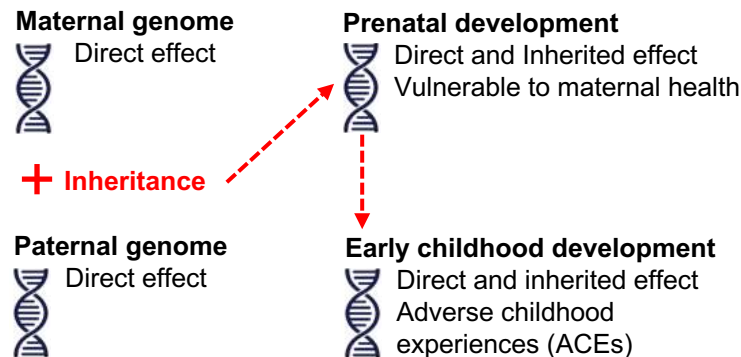 Maternal genome
Direct effect
Prenatal development
Direct and Inherited effect
Vulnerable to maternal health
+ Inheritance
Paternal genome
Direct effect
Early childhood development
Direct and inherited effect
Adverse childhood
experiences (ACEs)